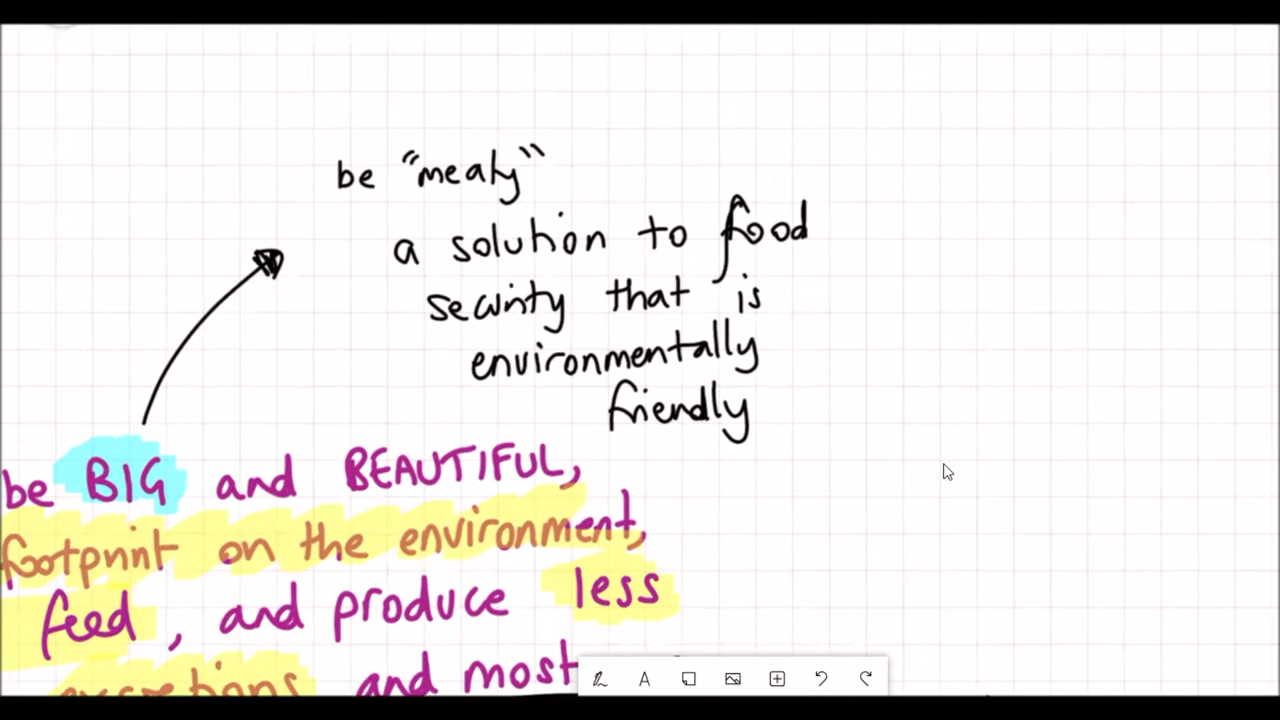 be "meaty"
a solution to food
security that is
environmentally
friendly
be BIG and BEAUTIFUL,
footprint on the environment,
feed, and produce less
excretions and most
A